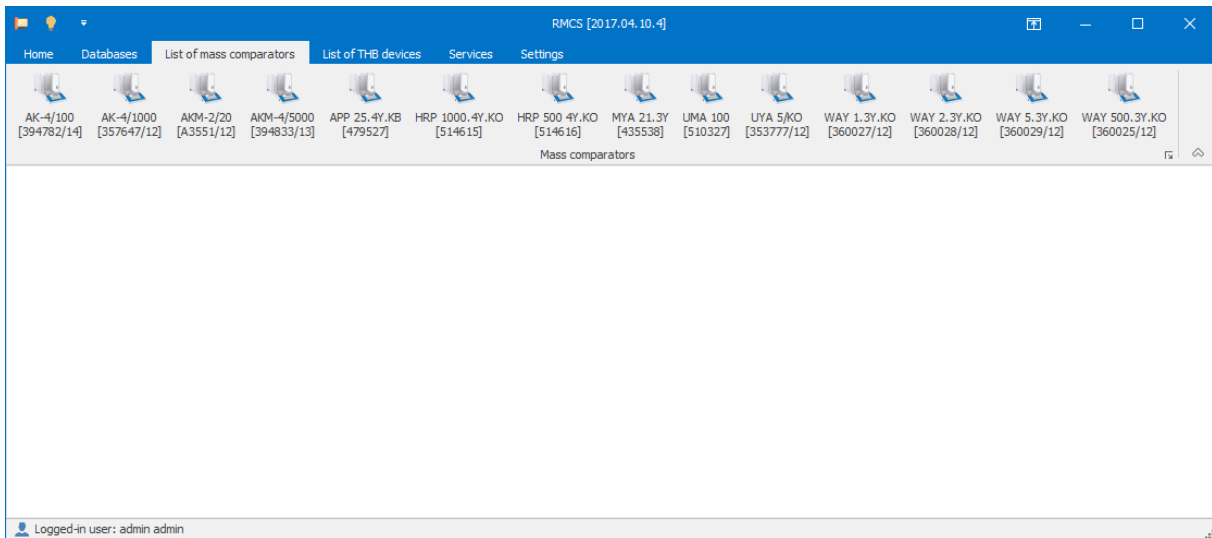 RMCS [2017.04.10.4]
Home Databases List of mass comparators List of THB devices Services Settings
AK-4/100 AK-4/1000 AKM-2/20 AKM-4/5000 APP 25.4Y.KB HRP 1000.4Y.KO HRP 500 4Y.KO MYA 21.3Y UMA 100 UYA 5/KO WAY 1.3Y.KO WAY 2.3Y.KO WAY 5.3Y.KO WAY 500.3Y.KO
[394782/14] [357647/12] [A3551/12] [394833/13] [479527] [514615] [514616] [435538] [510327] [353777/12] [360027/12] [360028/12] [360029/12] [360025/12]
Mass comparators
Logged-in user: admin admin